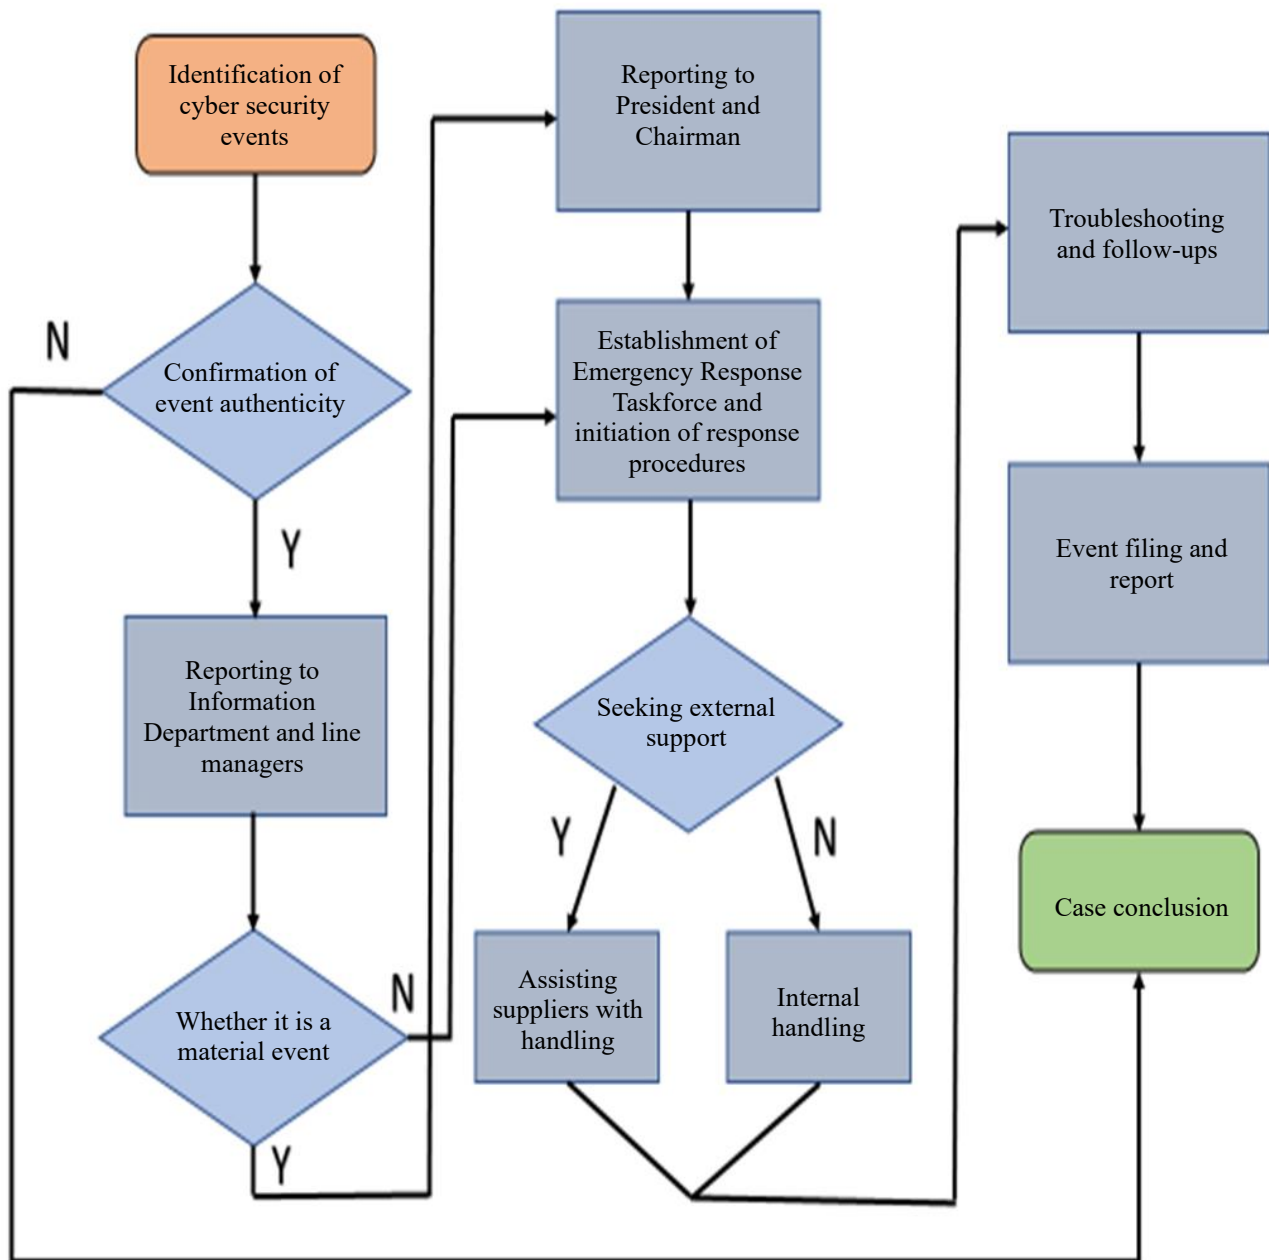 Identification of
cyber security
events
N
Confirmation of
event authenticity
Y
Reporting to
Information
Department and line
managers
Whether it is a
material event
N
Y
Reporting to
President and
Chairman
Establishment of
Emergency Response
Taskforce and
initiation of response
procedures
Seeking external
support
Y
N
Assisting
suppliers with
handling
Internal
handling
Troubleshooting
and follow-ups
Event filing and
report
Case conclusion